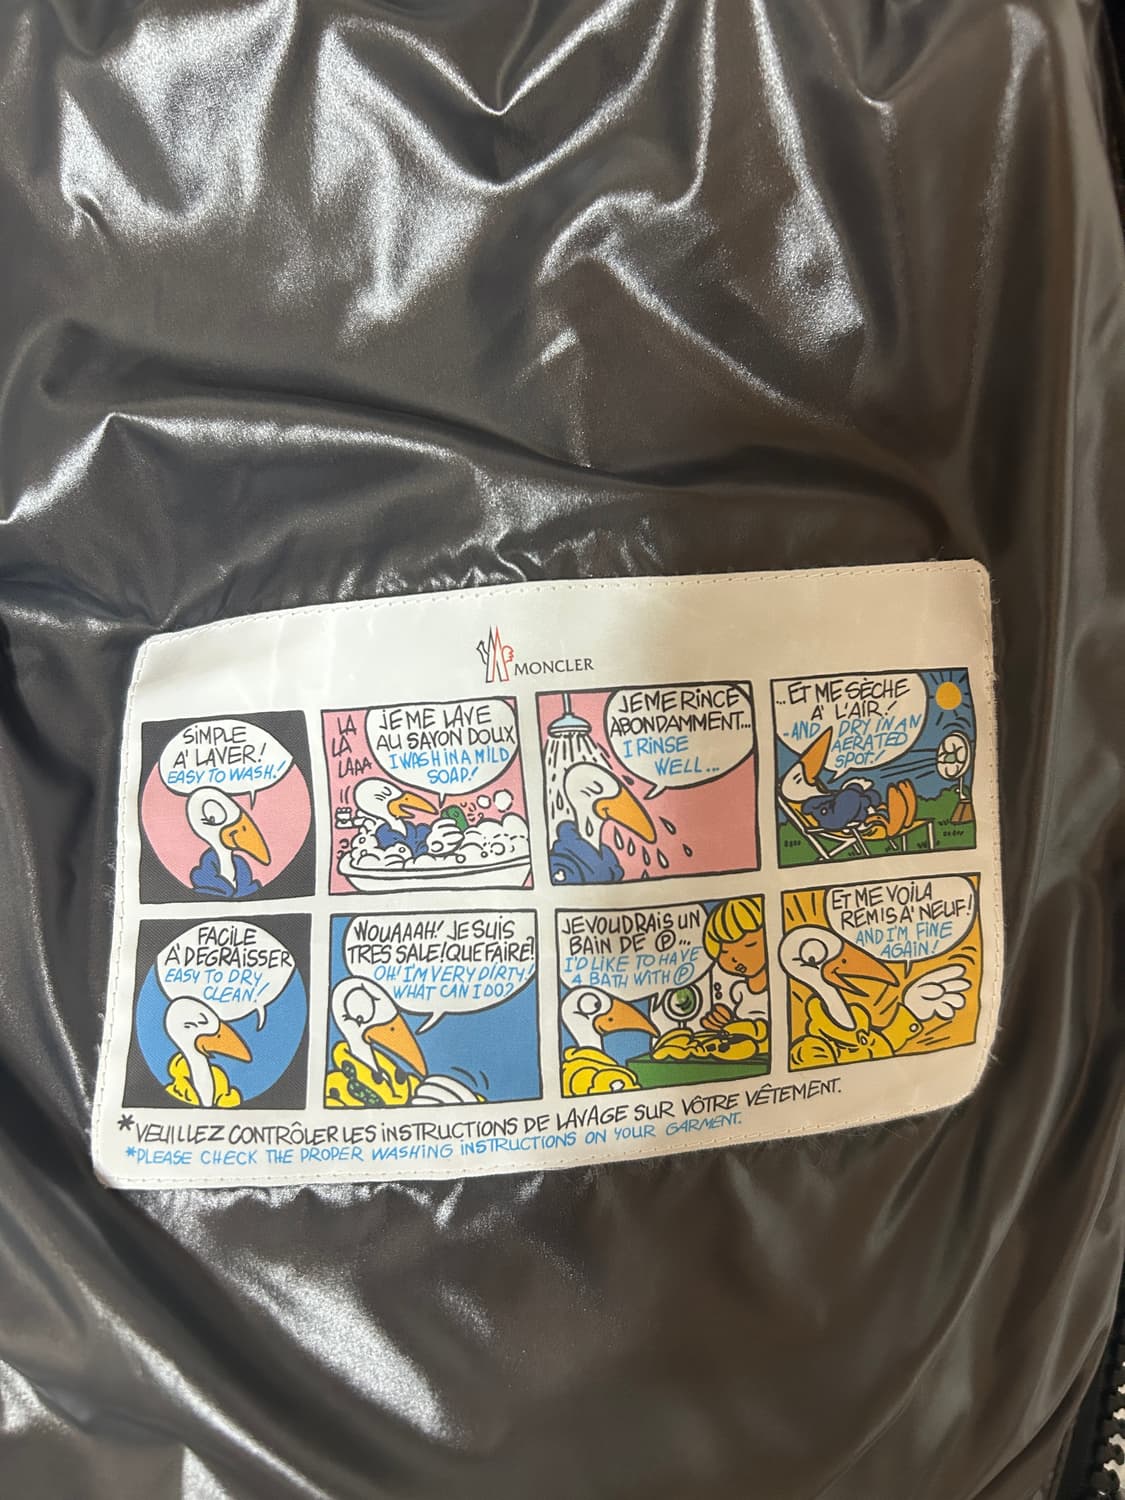 MONCLER
SIMPLE
A' LAVER!
EASY TO WASH!
LA
LA
LAAA
JE ME LAVE
AU SAVON DOUX
I WASH IN A MILD
SOAP!
JE ME RINCE
ABONDAMMENT...
I RINSE
WELL...
...ET ME SÈCHE
A' L'AIR!
-AND I DRY IN AN
AERATED
SPOT!
FACILE
A' DEGRAISSER
EASY TO DRY
CLEAN!
WOUAAAH! JE SUIS
TRES SALE! QUE FAIRE?
OH! I'M VERY DIRTY!
WHAT CAN I DO?
JE VOUDRAIS UN
BAIN DE Ⓟ...
I'D LIKE TO HAVE
A BATH WITH Ⓟ
ET ME VOILA
REMIS A' NEUF!
AND I'M FINE
AGAIN!
*VEUILLEZ CONTRÔLER LES INSTRUCTIONS DE LAVAGE SUR VÔTRE VÊTEMENT.
*PLEASE CHECK THE PROPER WASHING INSTRUCTIONS ON YOUR GARMENT.